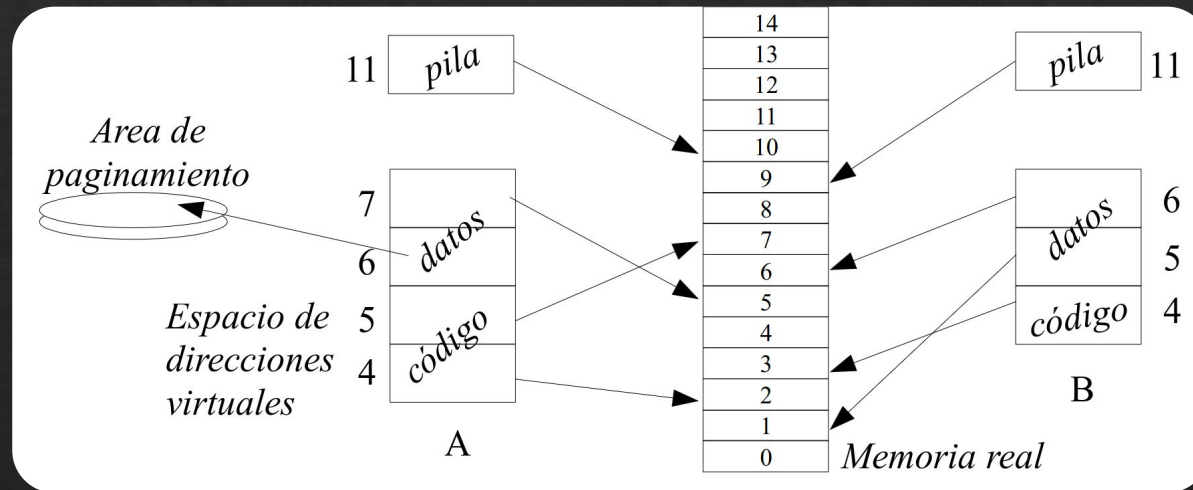 Area de
paginamiento
11
pila
7
6
datos
5
4
código
Espacio de
direcciones
virtuales
A
14
13
12
11
10
9
8
7
6
5
4
3
2
1
0
Memoria real
pila
11
datos
6
5
código
4
B